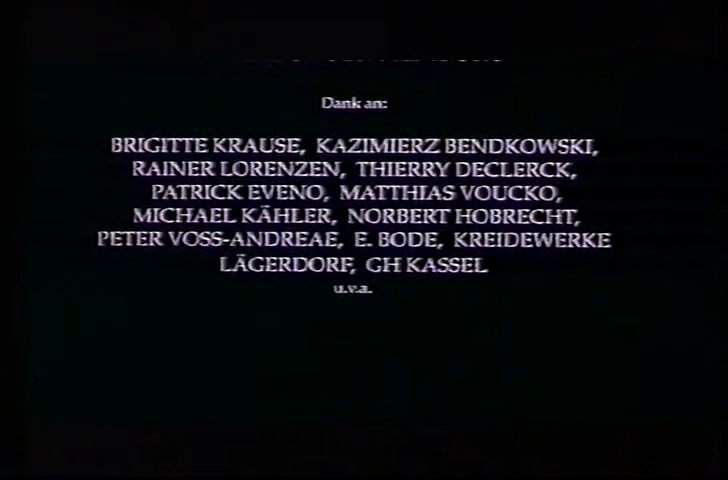 Dank an:
BRIGITTE KRAUSE, KAZIMIERZ BENDKOWSKI,
RAINER LORENZEN, THIERRY DECLERCK,
PATRICK EVENO, MATTHIAS VOUCKO,
MICHAEL KÄHLER, NORBERT HOBRECHT,
PETER VOSS-ANDREAE, E. BODE, KREIDEWERKE
LÄGERDORF, GH KASSEL
u.v.a.